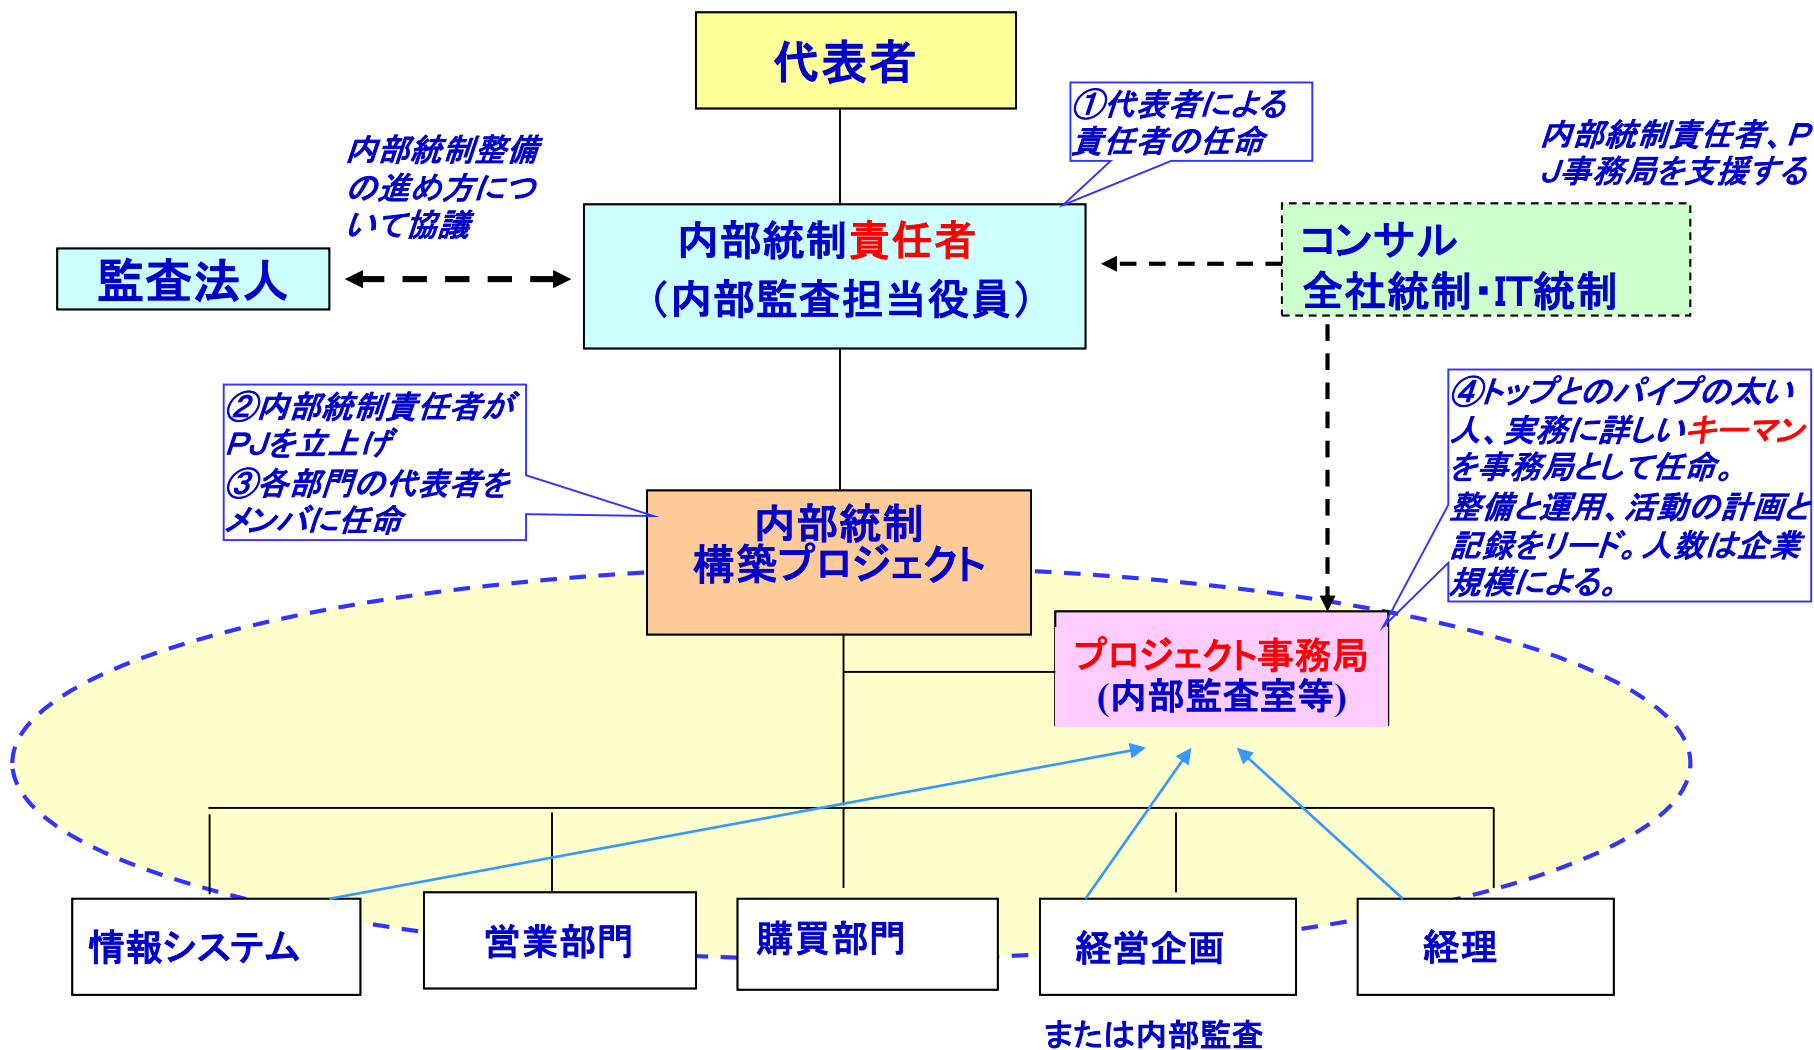 代表者
①代表者による
責任者の任命
内部統制整備
の進め方につ
いて協議
内部統制責任者、P
J事務局を支援する
監査法人
内部統制責任者
（内部監査担当役員）
コンサル
全社統制・IT統制
②内部統制責任者が
PJを立上げ
③各部門の代表者を
メンバに任命
④トップとのパイプの太い
人、実務に詳しいキーマン
を事務局として任命。
整備と運用、活動の計画と
記録をリード。人数は企業
規模による。
内部統制
構築プロジェクト
プロジェクト事務局
(内部監査室等)
情報システム
営業部門
購買部門
経営企画
経理
または内部監査